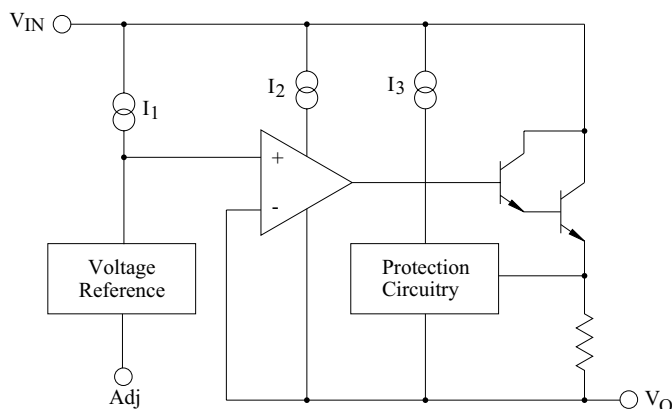 VIN
I1
I2
I3
+
-
Voltage
Reference
Protection
Circuitry
Adj
VO